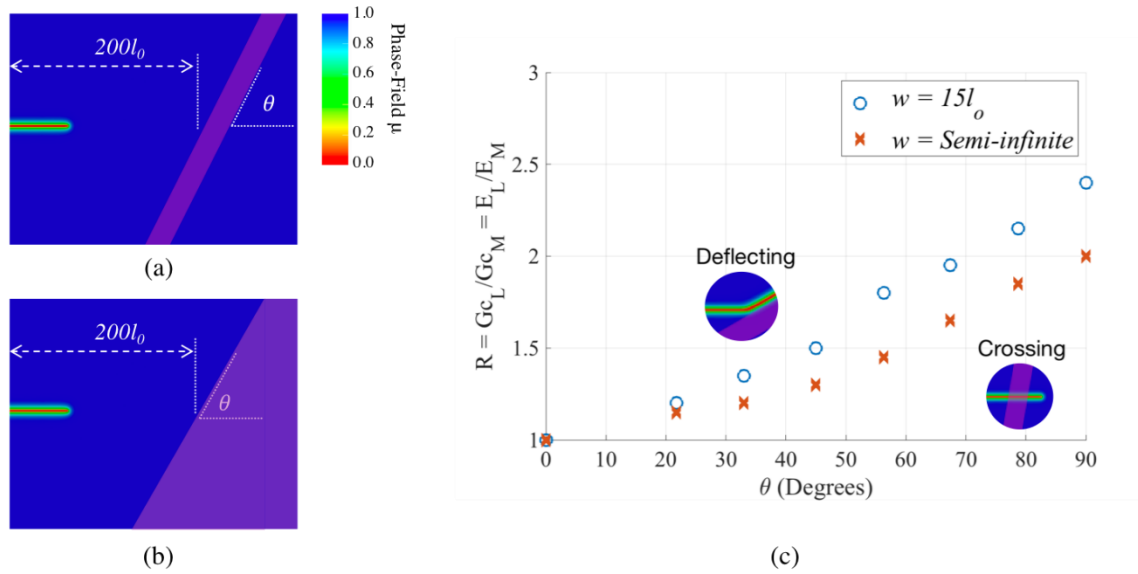 200l₀
θ
(a)
1.0
0.8
0.6
0.4
0.2
0.0
Phase-Field μ
200l₀
θ
(b)
R = Gc_L/Gc_M = E_L/E_M
3
2.5
2
1.5
1
w = 15l_o
w = Semi-infinite
Deflecting
Crossing
0 10 20 30 40 50 60 70 80 90
θ (Degrees)
(c)